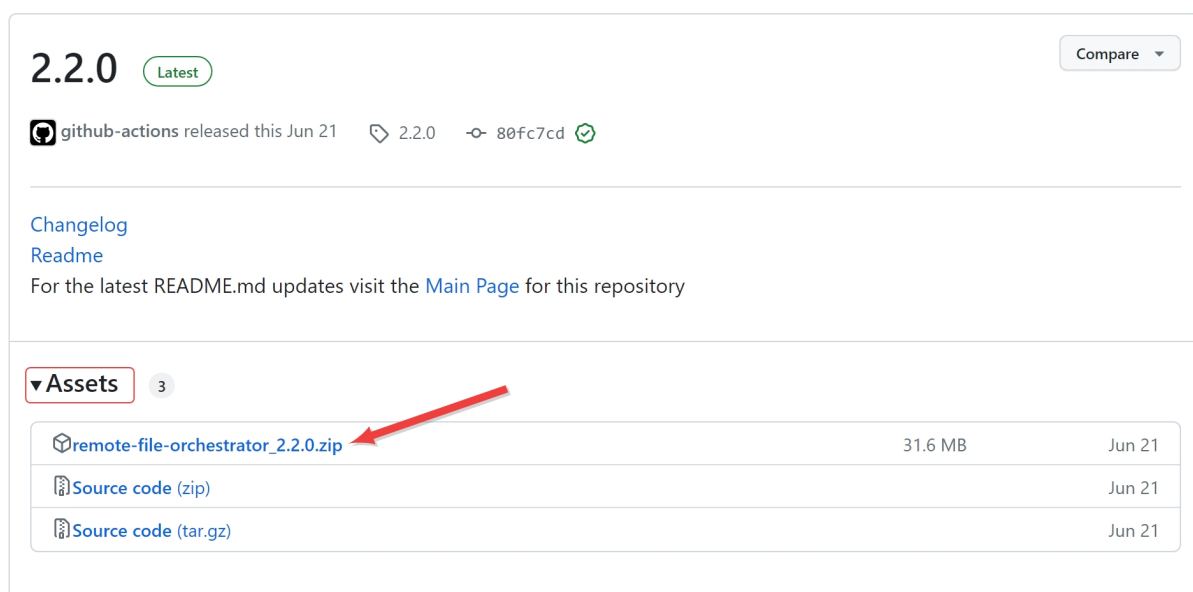 2.2.0 Latest Compare
github-actions released this Jun 21 2.2.0 80fc7cd
Changelog
Readme
For the latest README.md updates visit the Main Page for this repository
Assets 3
remote-file-orchestrator_2.2.0.zip 31.6 MB Jun 21
Source code (zip) Jun 21
Source code (tar.gz) Jun 21